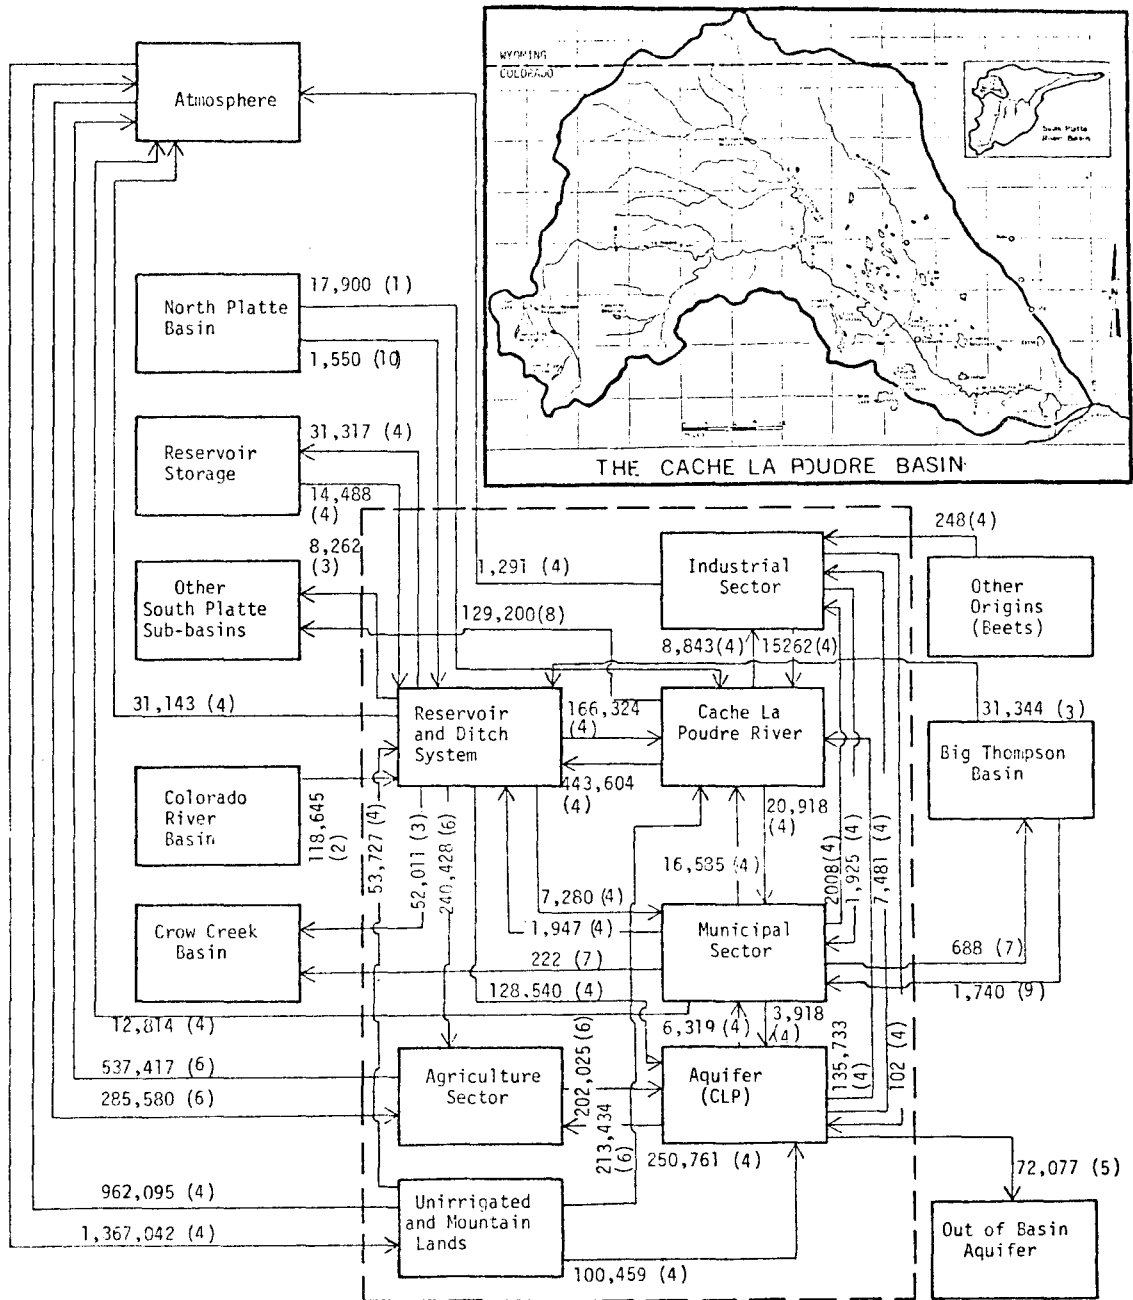 WYOMING
COLORADO
South Platte
River Basin
THE CACHE LA POUDRE BASIN
Atmosphere
17,900 (1)
North Platte
Basin
1,550 (10)
31,317 (4)
Reservoir
Storage
14,488
(4)
8,262
(3)
Other
South Platte
Sub-basins
1,291 (4)
129,200(8)
Industrial
Sector
248(4)
Other
Origins
(Beets)
8,843(4)
15262(4)
31,143 (4)
Reservoir
and Ditch
System
166,324
(4)
443,604
(4)
Cache La
Poudre River
31,344 (3)
Big Thompson
Basin
Colorado
River
Basin
118,645
(2)
53,727 (4)
52,011 (3)
240,428 (6)
20,918
(4)
16,535 (4)
2008(4)
1,925 (4)
7,481 (4)
7,280 (4)
1,947 (4)
Crow Creek
Basin
Municipal
Sector
222 (7)
688 (7)
128,540 (4)
1,740 (9)
12,814 (4)
6,319 (4)
3,918
(4)
135,733
(4)
102 (4)
537,417 (6)
285,580 (6)
Agriculture
Sector
202,025 (6)
Aquifer
(CLP)
213,434
(6)
250,761 (4)
72,077 (5)
962,095 (4)
1,367,042 (4)
Unirrigated
and Mountain
Lands
100,459 (4)
Out of Basin
Aquifer